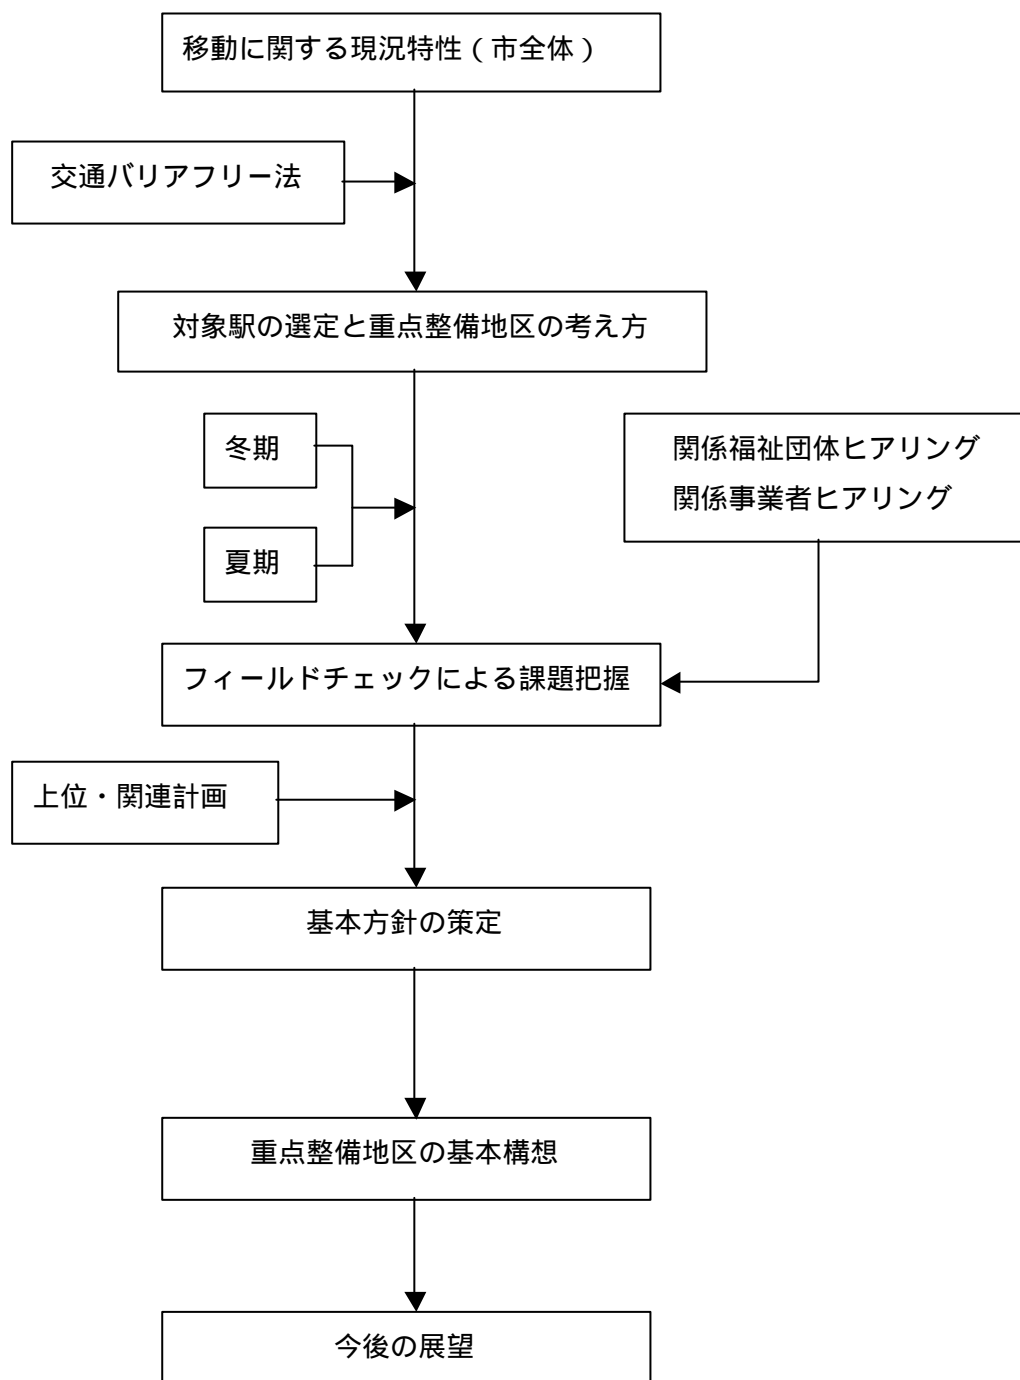 移動に関する現況特性（市全体）
交通バリアフリー法
対象駅の選定と重点整備地区の考え方
冬期
関係福祉団体ヒアリング
関係事業者ヒアリング
夏期
フィールドチェックによる課題把握
上位・関連計画
基本方針の策定
重点整備地区の基本構想
今後の展望